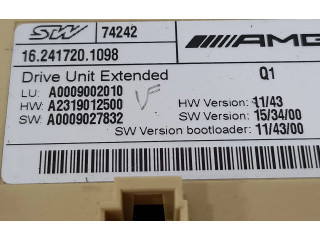 SW 74242 AMG
16.241720.1098
Drive Unit Extended Q1
LU: A0009002010
HW: A2319012500 HW Version: 11/43
SW: A0009027832 SW Version: 15/34/00
SW Version bootloader: 11/43/00